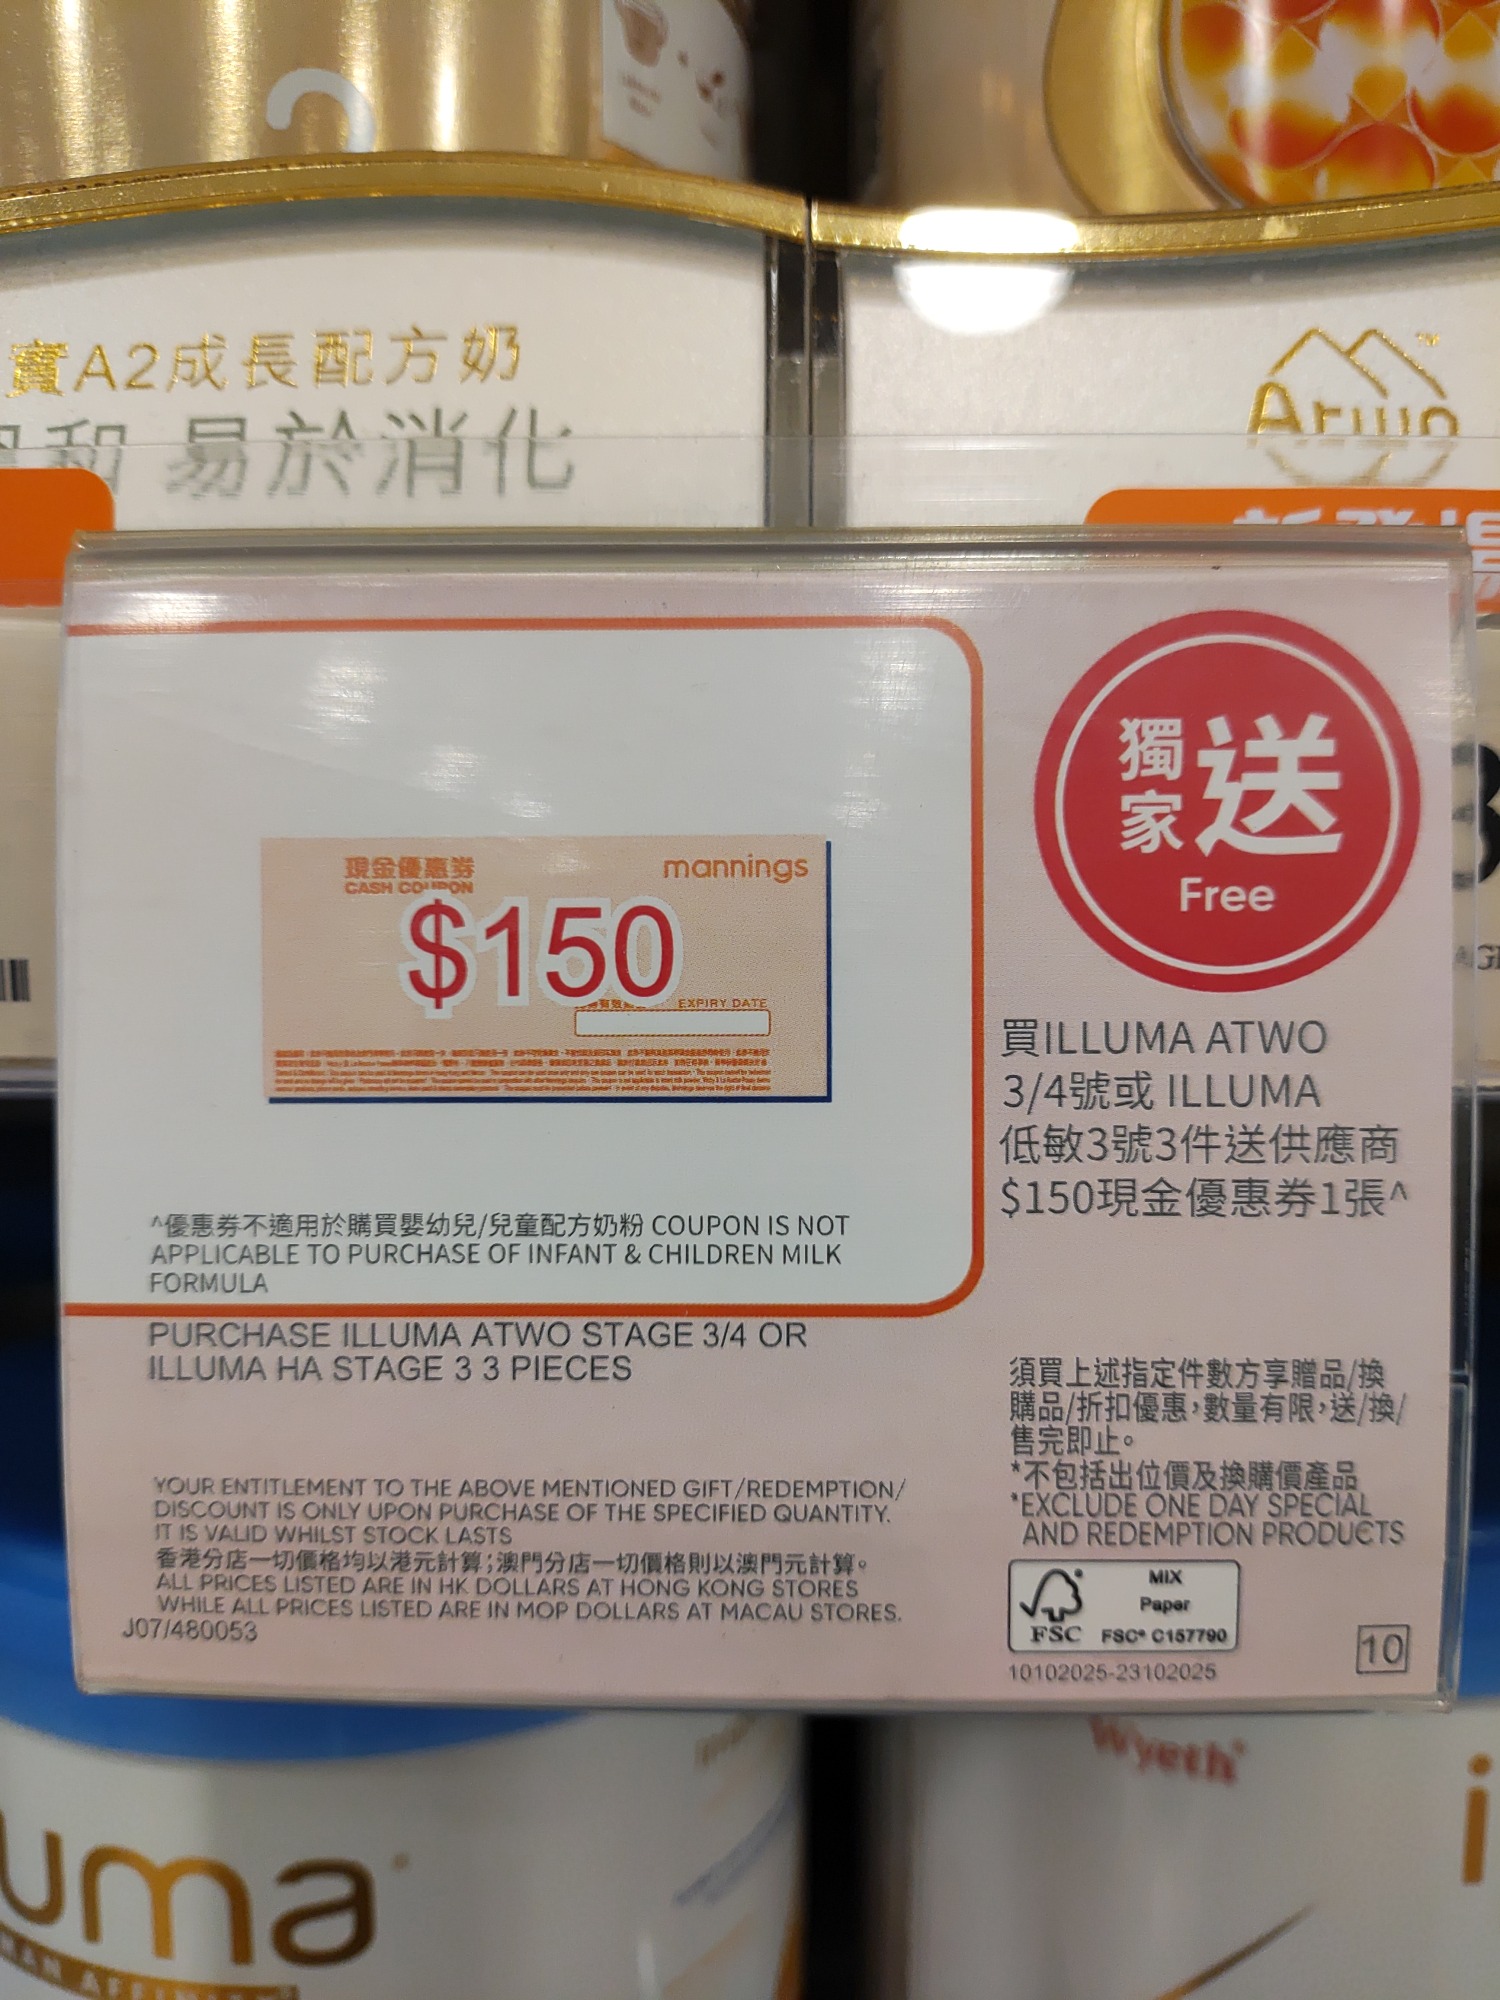 實A2成長配方奶
和 易於消化
Arwo
獨家
送
Free
現金優惠券
CASH COUPON
mannings
$150
EXPIRY DATE
買ILLUMA ATWO
3/4號或 ILLUMA
低敏3號3件送供應商
$150現金優惠券1張^
^優惠券不適用於購買嬰幼兒/兒童配方奶粉 COUPON IS NOT
APPLICABLE TO PURCHASE OF INFANT & CHILDREN MILK
FORMULA
PURCHASE ILLUMA ATWO STAGE 3/4 OR
ILLUMA HA STAGE 3 3 PIECES
須買上述指定件數方享贈品/換
購品/折扣優惠,數量有限,送/換/
售完即止。
*不包括出位價及換購價產品
*EXCLUDE ONE DAY SPECIAL
AND REDEMPTION PRODUCTS
YOUR ENTITLEMENT TO THE ABOVE MENTIONED GIFT/REDEMPTION/
DISCOUNT IS ONLY UPON PURCHASE OF THE SPECIFIED QUANTITY.
IT IS VALID WHILST STOCK LASTS
香港分店一切價格均以港元計算;澳門分店一切價格則以澳門元計算。
ALL PRICES LISTED ARE IN HK DOLLARS AT HONG KONG STORES
WHILE ALL PRICES LISTED ARE IN MOP DOLLARS AT MACAU STORES.
J07/480053
FSC
MIX
Paper
FSC® C157790
10102025-23102025
10
Wyeth
uma